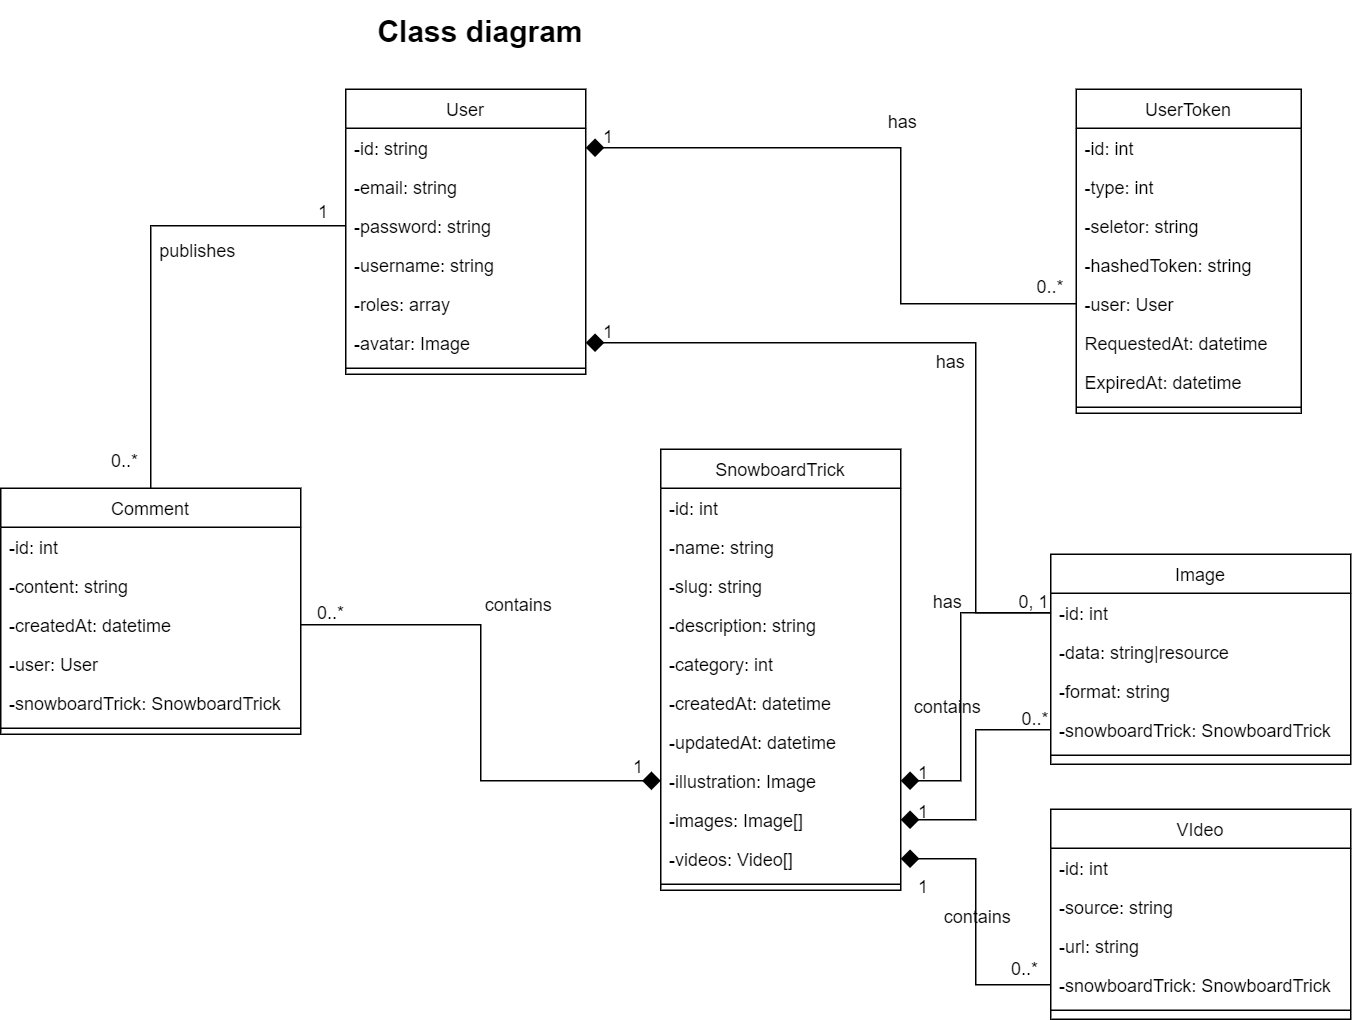 Class diagram
User
-id: string
-email: string
-password: string
-username: string
-roles: array
-avatar: Image
1
has
0..*
UserToken
-id: int
-type: int
-seletor: string
-hashedToken: string
-user: User
RequestedAt: datetime
ExpiredAt: datetime
1
publishes
0..*
1
has
Comment
-id: int
-content: string
-createdAt: datetime
-user: User
-snowboardTrick: SnowboardTrick
0..*
contains
1
SnowboardTrick
-id: int
-name: string
-slug: string
-description: string
-category: int
-createdAt: datetime
-updatedAt: datetime
-illustration: Image
-images: Image[]
-videos: Video[]
has
0, 1
contains
0..*
1
1
1
contains
0..*
Image
-id: int
-data: string|resource
-format: string
-snowboardTrick: SnowboardTrick
VIdeo
-id: int
-source: string
-url: string
-snowboardTrick: SnowboardTrick